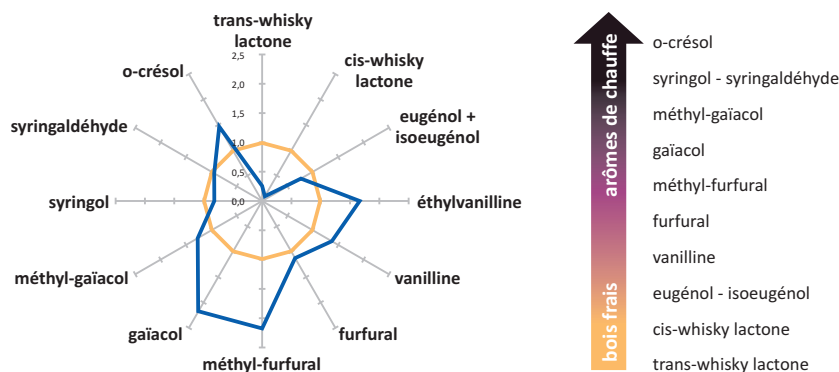 trans-whisky
lactone
cis-whisky
lactone
eugénol +
isoeugénol
éthylvanilline
vanilline
furfural
méthyl-furfural
gaïacol
méthyl-gaïacol
syringol
syringaldéhyde
o-crésol
2,5
2,0
1,5
1,0
0,5
0,0
arômes de chauffe
bois frais
o-crésol
syringol - syringaldéhyde
méthyl-gaïacol
gaïacol
méthyl-furfural
furfural
vanilline
eugénol - isoeugénol
cis-whisky lactone
trans-whisky lactone